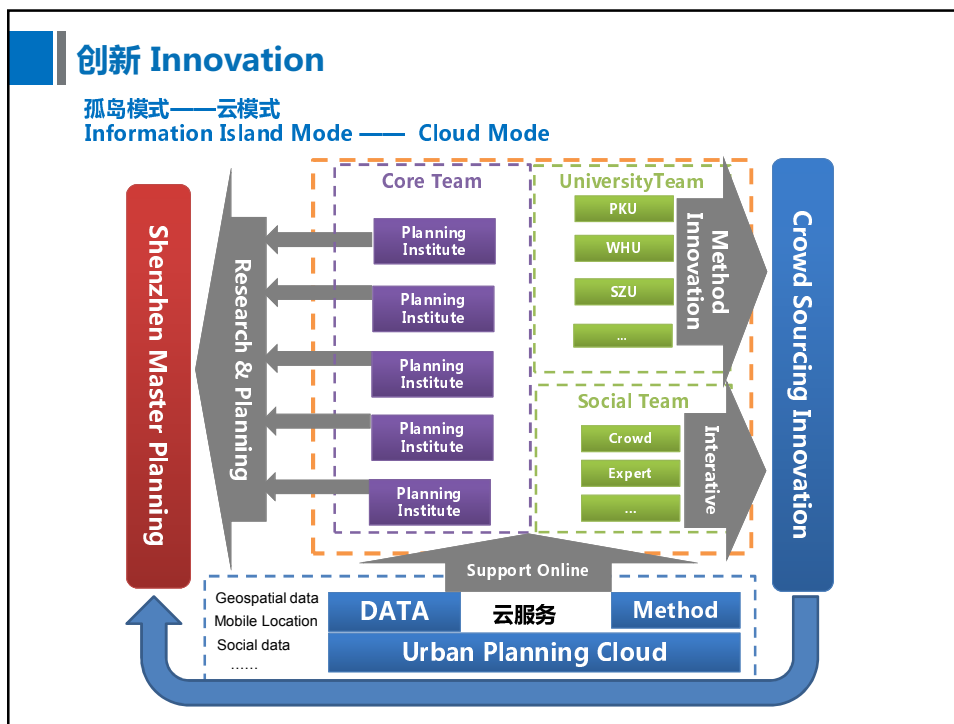 创新 Innovation
孤岛模式——云模式
Information Island Mode —— Cloud Mode
Shenzhen Master Planning
Research & Planning
Core Team
Planning
Institute
Planning
Institute
Planning
Institute
Planning
Institute
Planning
Institute
UniversityTeam
PKU
WHU
SZU
...
Method
Innovation
Social Team
Crowd
Expert
...
Interative
Crowd Sourcing Innovation
Support Online
Geospatial data
Mobile Location
Social data
......
DATA
云服务
Method
Urban Planning Cloud